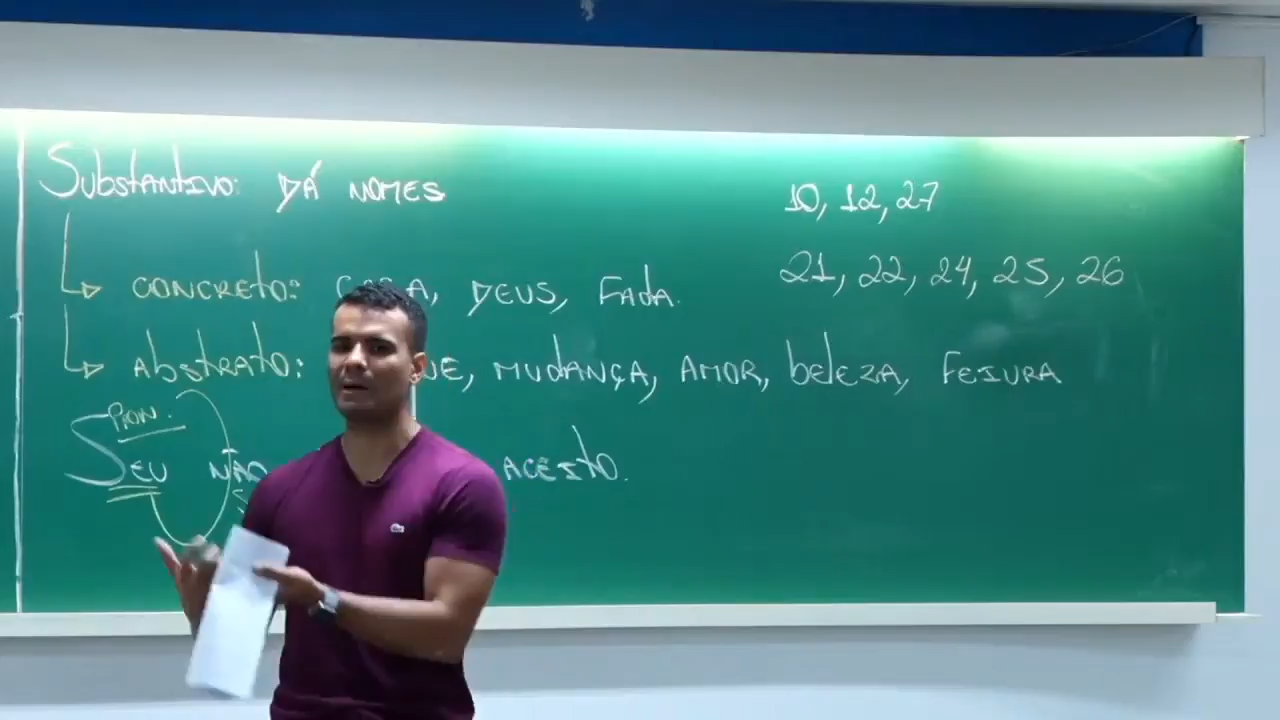 Substantivo: DÁ NOMES
10, 12, 27
CONCRETO: DEUS, FADA.
21, 22, 24, 25, 26
Abstrato: MUDANÇA, AMOR, beleza, FEIURA
PRON.
SEU NÃO ACEITO.